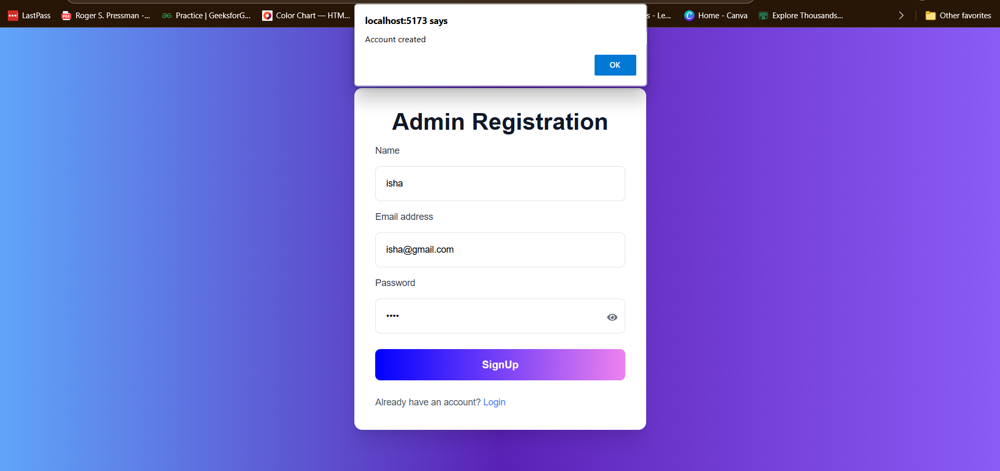 LastPass
PDF
Roger S. Pressman -...
Practice | GeeksforG...
Color Chart — HTM...
s - Le...
Home - Canva
Explore Thousands...
Other favorites
localhost:5173 says
Account created
OK
Admin Registration
Name
isha
Email address
isha@gmail.com
Password
••••
SignUp
Already have an account? Login